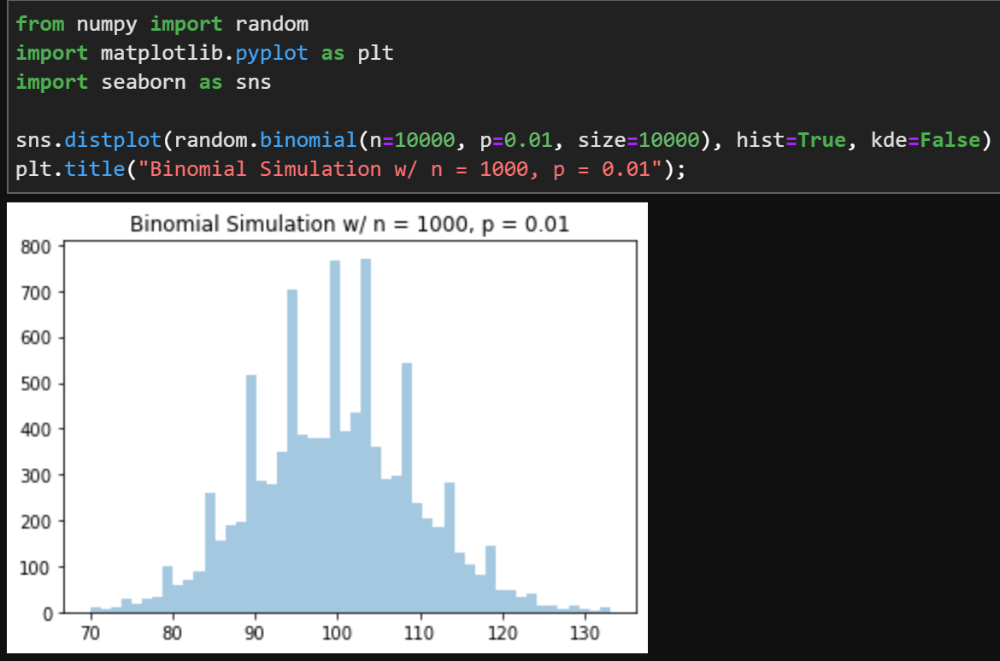 from numpy import random
import matplotlib.pyplot as plt
import seaborn as sns
sns.distplot(random.binomial(n=10000, p=0.01, size=10000), hist=True, kde=False)
plt.title("Binomial Simulation w/ n = 1000, p = 0.01");
Binomial Simulation w/ n = 1000, p = 0.01
800
700
600
500
400
300
200
100
0
70 80 90 100 110 120 130